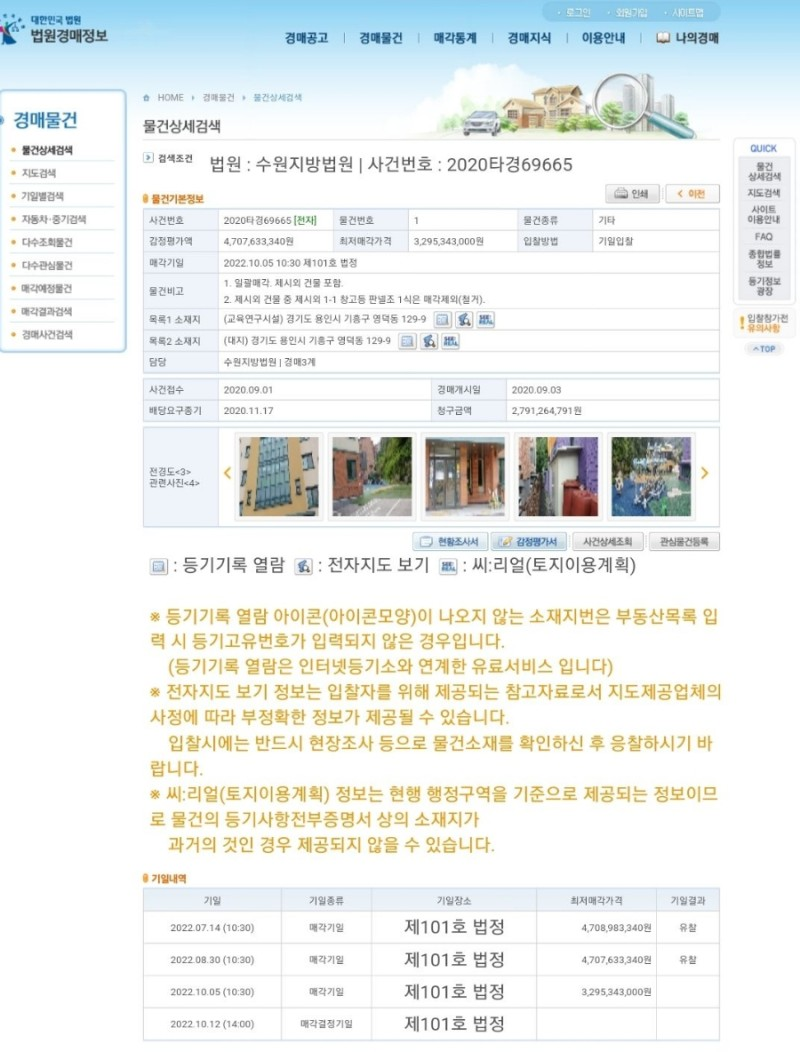 로그인 · 회원가입 · 사이트맵
대한민국 법원
법원경매정보
경매공고 | 경매물건 | 매각통계 | 경매지식 | 이용안내 | 나의경매
경매물건
물건상세검색
지도검색
기일별검색
자동차·중기검색
다수조회물건
다수관심물건
매각예정물건
매각결과검색
경매사건검색
HOME 경매물건 물건상세검색
물건상세검색
검색조건 법원 : 수원지방법원 | 사건번호 : 2020타경69665
물건기본정보
인쇄 < 이전
사건번호 2020타경69665 [전자] 물건번호 1 물건종류 기타
감정평가액 4,707,633,340원 최저매각가격 3,295,343,000원 입찰방법 기일입찰
매각기일 2022.10.05 10:30 제101호 법정
물건비고 1. 일괄매각. 제시외 건물 포함.
2. 제시외 건물 중 제시외 1-1 창고등 판넬조 1식은 매각제외(철거).
목록1 소재지 (교육연구시설) 경기도 용인시 기흥구 영덕동 129-9
목록2 소재지 (대지) 경기도 용인시 기흥구 영덕동 129-9
담당 수원지방법원 | 경매3계
사건접수 2020.09.01 경매개시일 2020.09.03
배당요구종기 2020.11.17 청구금액 2,791,264,791원
전경도<3>
관련사진<4>
현황조사서 감정평가서 사건상세조회 관심물건등록
: 등기기록 열람 : 전자지도 보기 : 씨:리얼(토지이용계획)
※ 등기기록 열람 아이콘(아이콘모양)이 나오지 않는 소재지번은 부동산목록 입
력 시 등기고유번호가 입력되지 않은 경우입니다.
(등기기록 열람은 인터넷등기소와 연계한 유료서비스 입니다)
※ 전자지도 보기 정보는 입찰자를 위해 제공되는 참고자료로서 지도제공업체의
사정에 따라 부정확한 정보가 제공될 수 있습니다.
입찰시에는 반드시 현장조사 등으로 물건소재를 확인하신 후 응찰하시기 바
랍니다.
※ 씨:리얼(토지이용계획) 정보는 현행 행정구역을 기준으로 제공되는 정보이므
로 물건의 등기사항전부증명서 상의 소재지가
과거의 것인 경우 제공되지 않을 수 있습니다.
기일내역
기일 기일종류 기일장소 최저매각가격 기일결과
2022.07.14 (10:30) 매각기일 제101호 법정 4,708,983,340원 유찰
2022.08.30 (10:30) 매각기일 제101호 법정 4,707,633,340원 유찰
2022.10.05 (10:30) 매각기일 제101호 법정 3,295,343,000원
2022.10.12 (14:00) 매각결정기일 제101호 법정
QUICK
물건
상세검색
지도검색
사이트
이용안내
FAQ
종합법률
정보
등기정보
광장
입찰참가전
유의사항
TOP